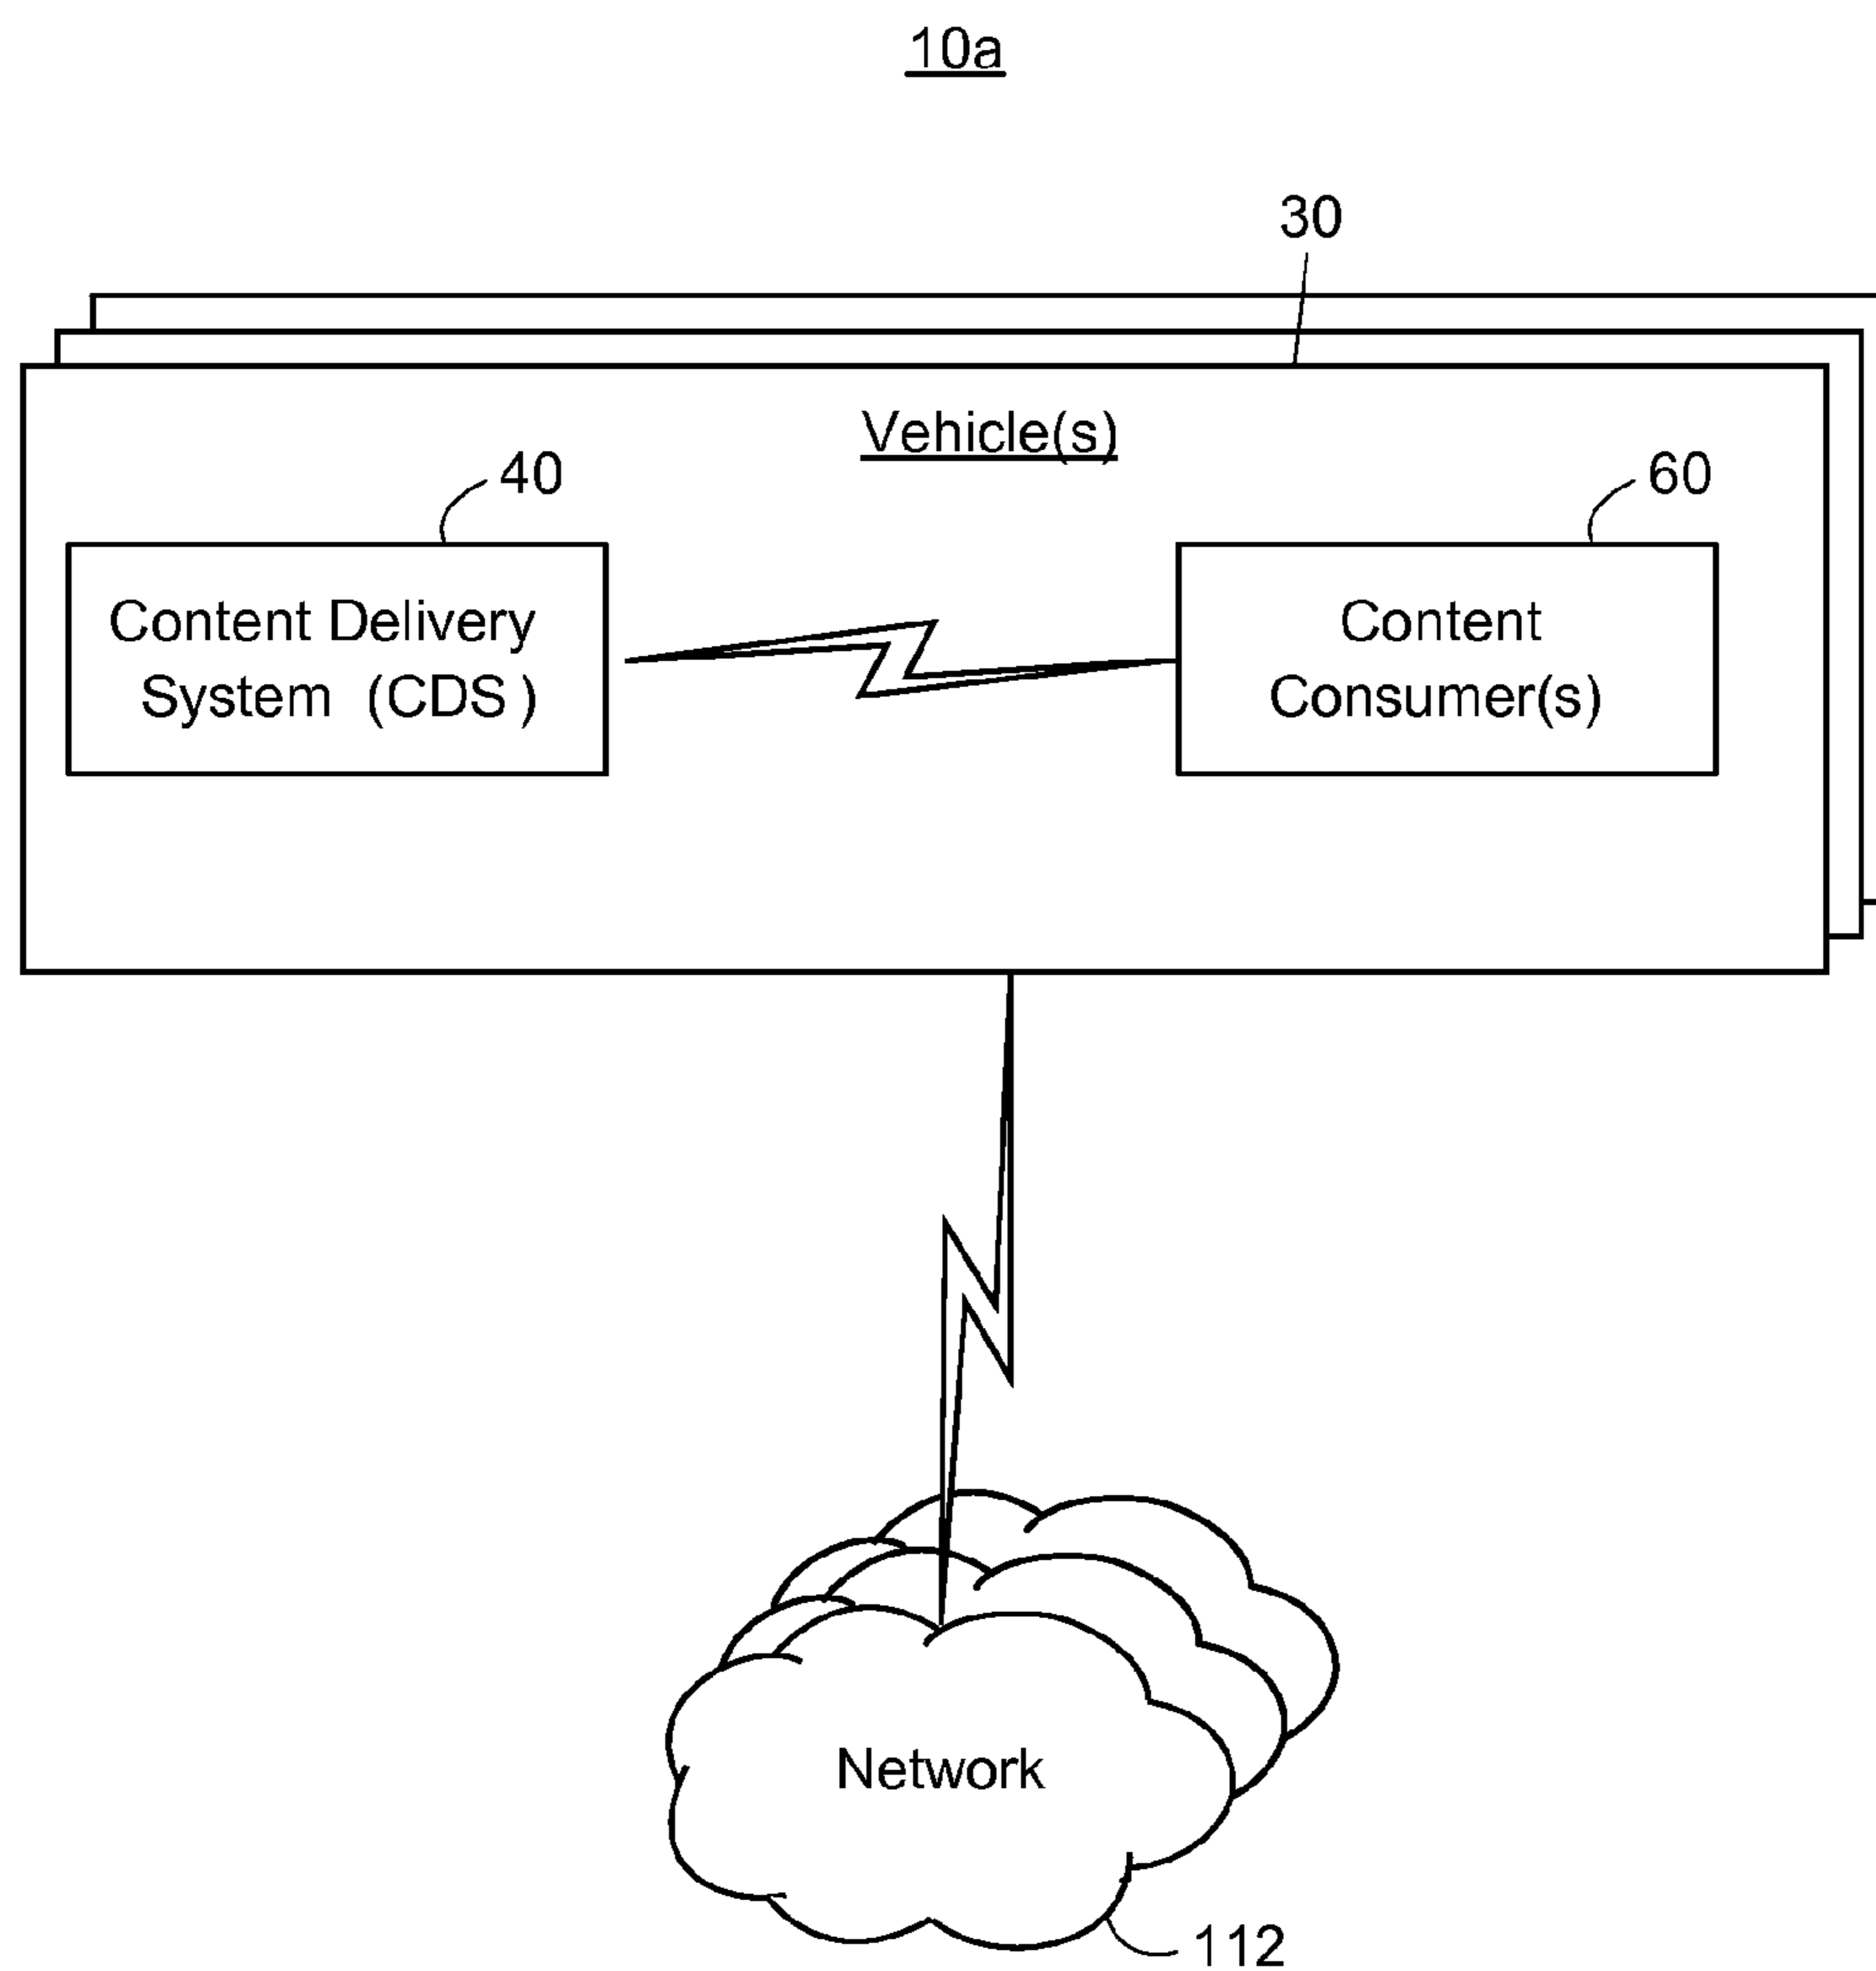 10a
30
Vehicle(s)
40
60
Content Delivery
System (CDS )
Content
Consumer(s)
Network
112